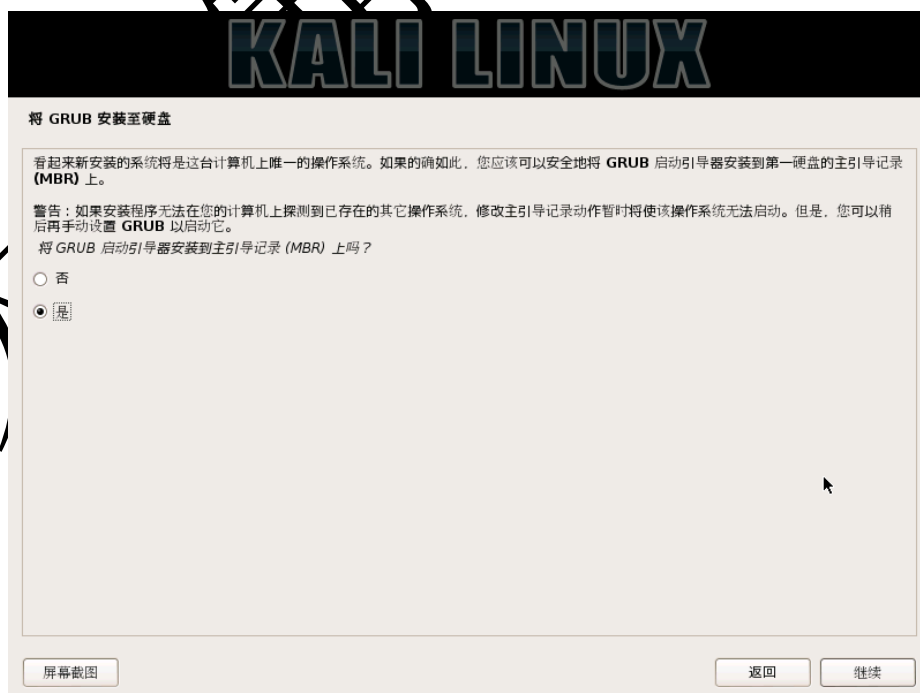 KALI LINUX
将 GRUB 安装至硬盘
看起来新安装的系统将是这台计算机上唯一的操作系统。如果的确如此，您应该可以安全地将 GRUB 启动引导器安装到第一硬盘的主引导记录
(MBR) 上。
警告：如果安装程序无法在您的计算机上探测到已存在的其它操作系统，修改主引导记录动作暂时将使该操作系统无法启动。但是，您可以稍
后再手动设置 GRUB 以启动它。
将 GRUB 启动引导器安装到主引导记录 (MBR) 上吗？
否
是
屏幕截图
返回
继续